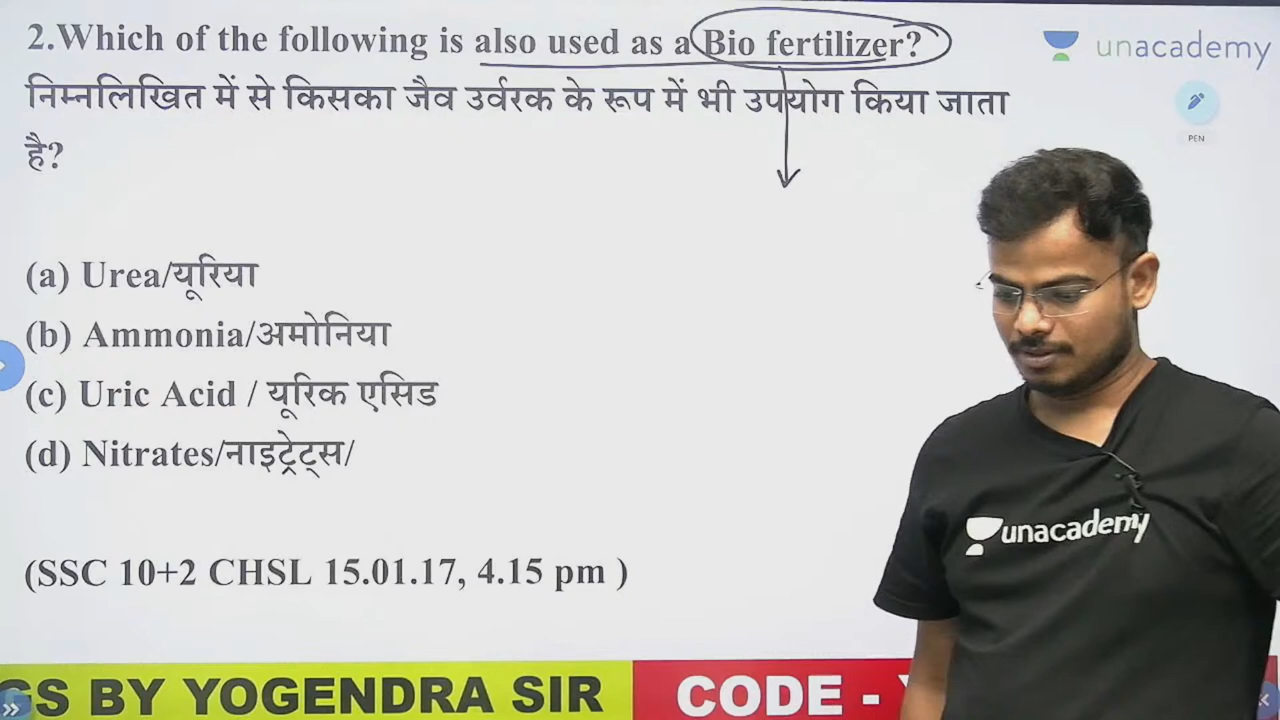 2.Which of the following is also used as a Bio fertilizer?
निम्नलिखित में से किसका जैव उर्वरक के रूप में भी उपयोग किया जाता
है?
(a) Urea/यूरिया
(b) Ammonia/अमोनिया
(c) Uric Acid / यूरिक एसिड
(d) Nitrates/नाइट्रेट्स/
(SSC 10+2 CHSL 15.01.17, 4.15 pm )
unacademy
PEN
unacademy
GS BY YOGENDRA SIR
CODE -